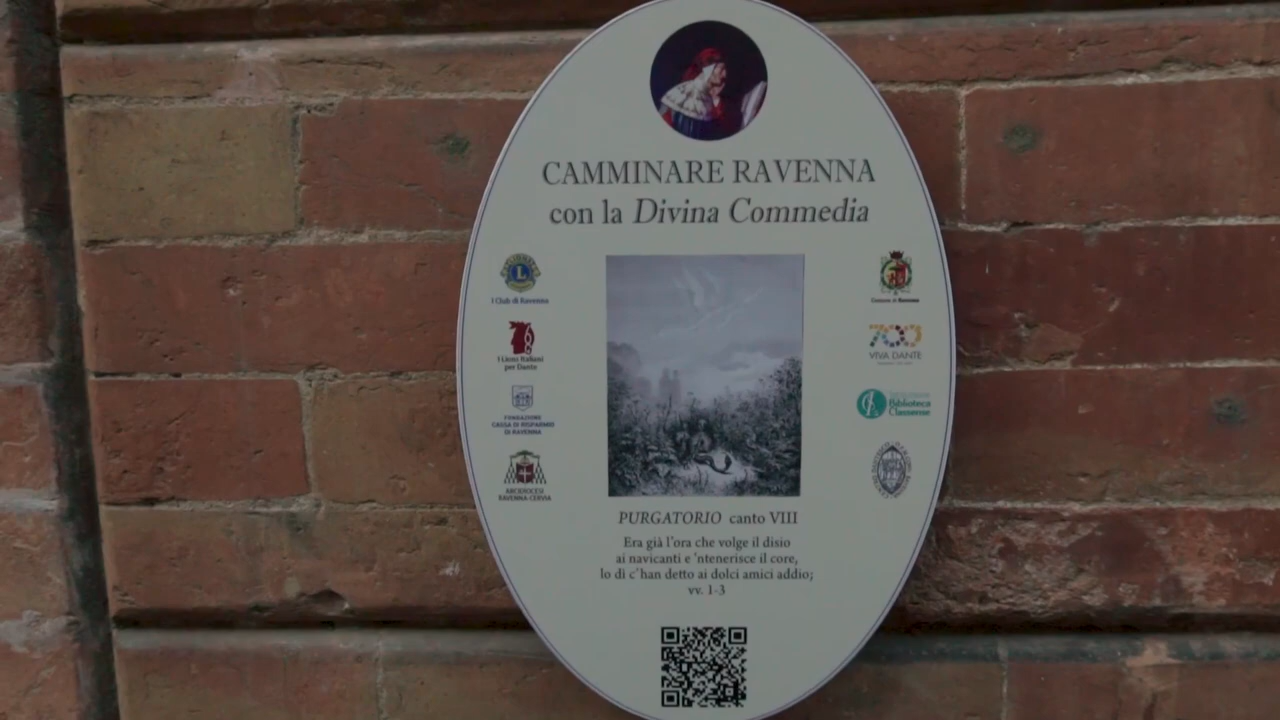 CAMMINARE RAVENNA
con la Divina Commedia
I Club di Ravenna
I Lions Italiani
per Dante
FONDAZIONE
CASSA DI RISPARMIO
DI RAVENNA
ARCIDIOCESI
RAVENNA-CERVIA
Comune di Ravenna
700
VIVA DANTE
Biblioteca
Classense
PURGATORIO canto VIII
Era già l'ora che volge il disio
ai navicanti e 'ntenerisce il core,
lo dì c'han detto ai dolci amici addio;
vv. 1-3